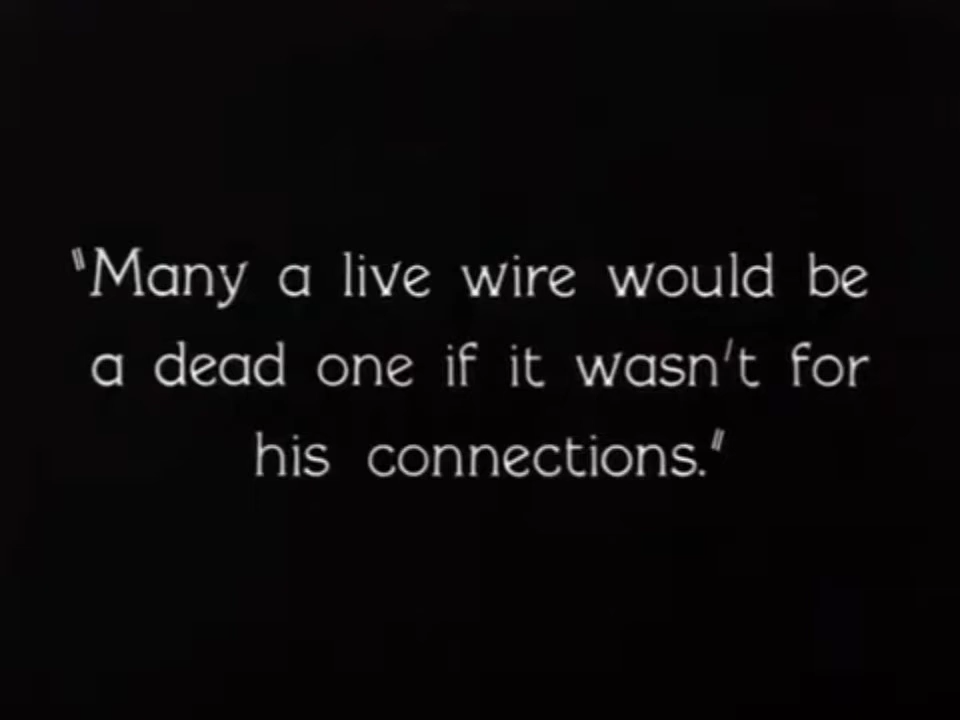 "Many a live wire would be
a dead one if it wasn't for
his connections."